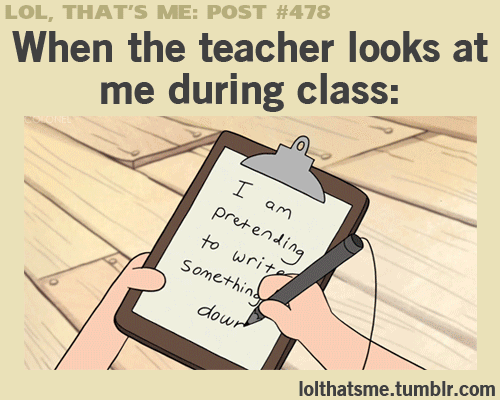 LOL, THAT'S ME: POST #478
When the teacher looks at
me during class:
I am
pretending
to write
something
down
lolthatsme.tumblr.com